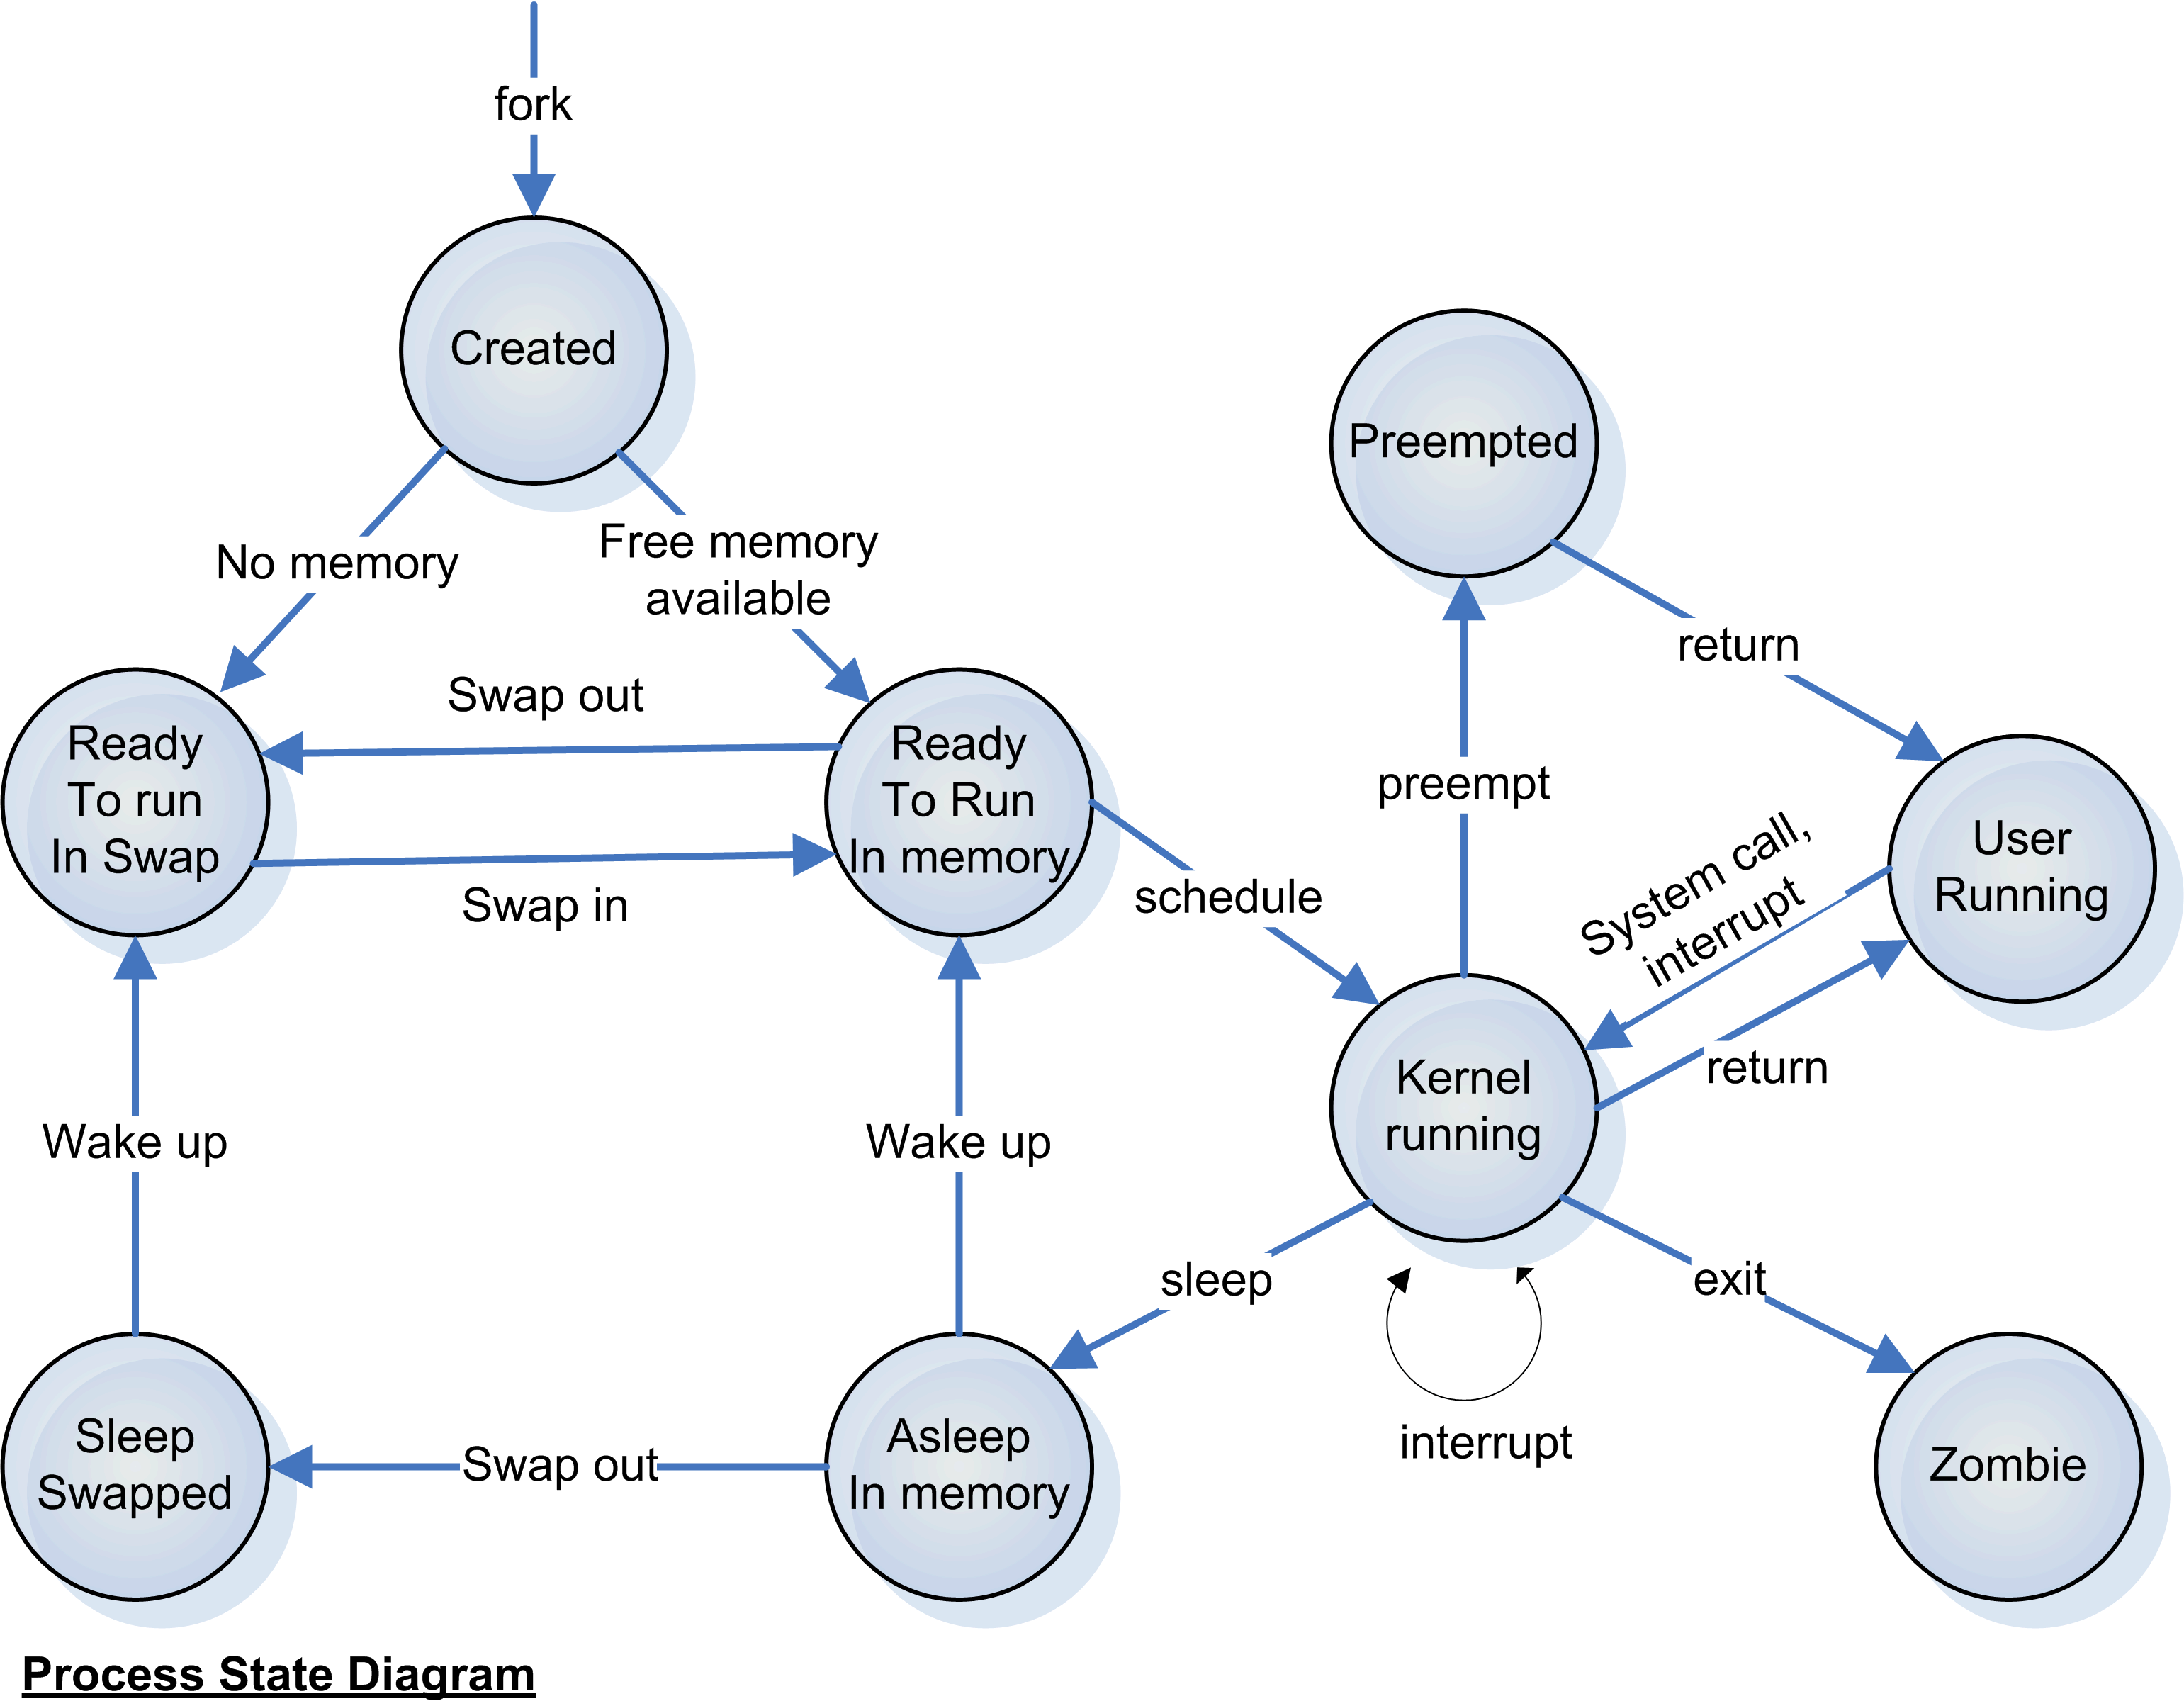 fork
Created
Preempted
No memory
Free memory
available
return
Swap out
Ready
To run
In Swap
Ready
To Run
In memory
preempt
User
Running
System call,
interrupt
schedule
Swap in
Kernel
running
return
Wake up
Wake up
sleep
exit
interrupt
Sleep
Swapped
Swap out
Asleep
In memory
Zombie
Process State Diagram